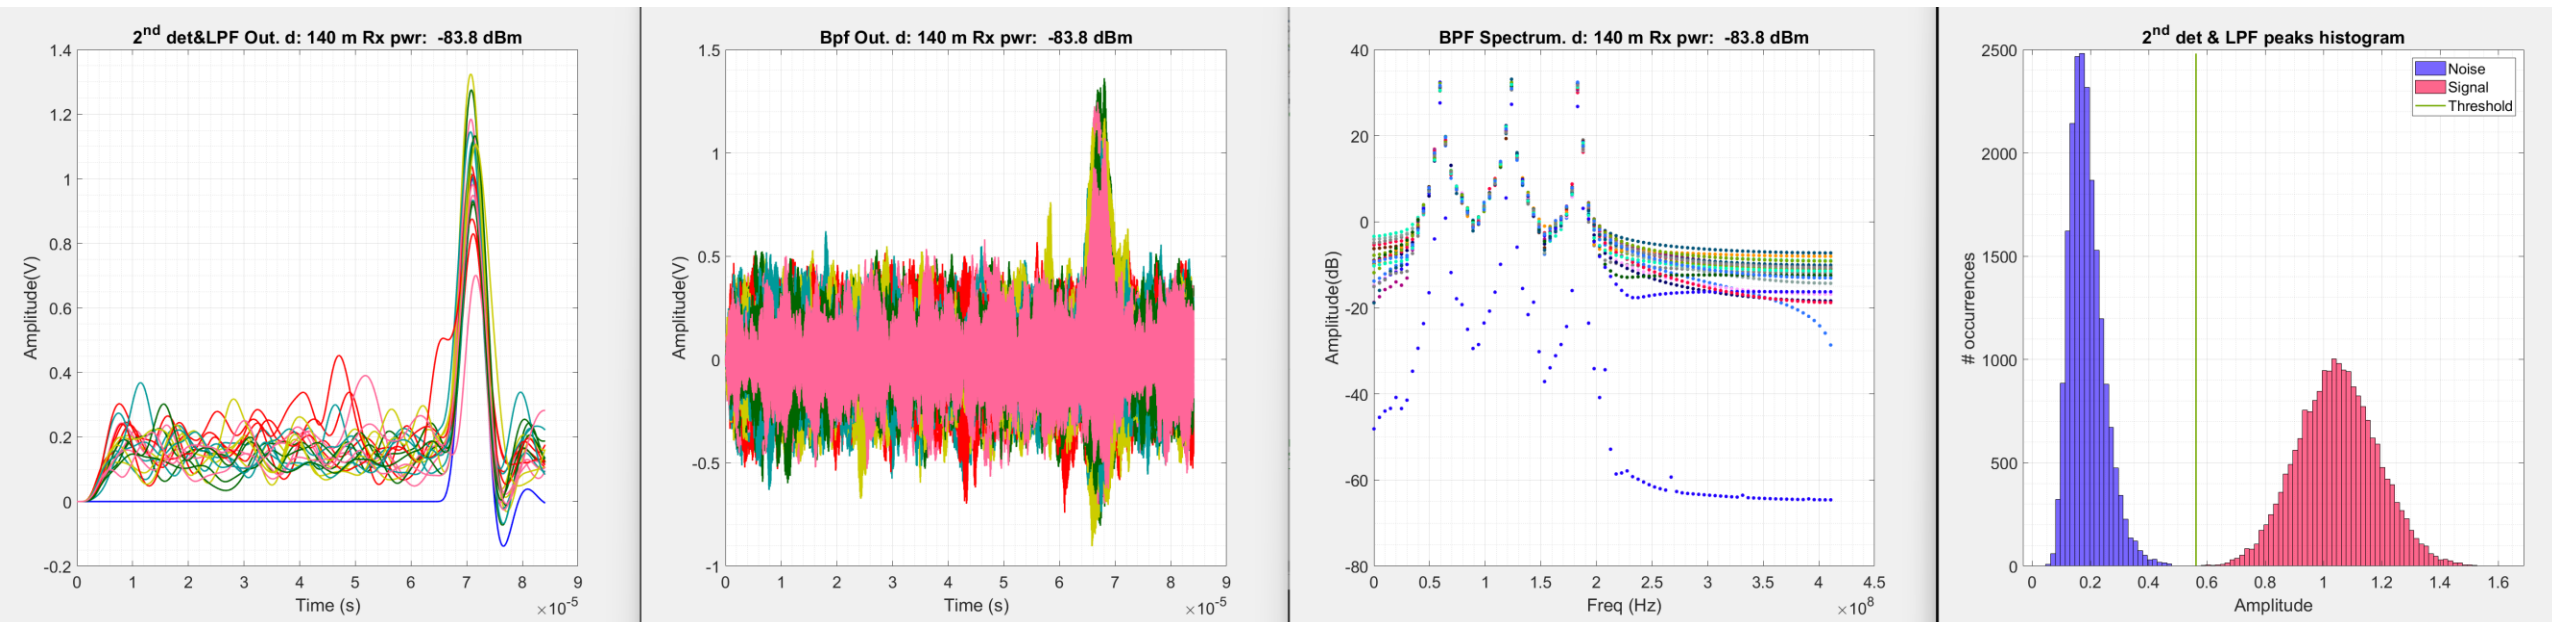 2nd det&LPF Out. d: 140 m Rx pwr: -83.8 dBm
1.4
1.2
1
0.8
0.6
0.4
0.2
0
-0.2
Amplitude(V)
0 1 2 3 4 5 6 7 8 9
Time (s)
×10-5
Bpf Out. d: 140 m Rx pwr: -83.8 dBm
1.5
1
0.5
0
-0.5
-1
Amplitude(V)
0 1 2 3 4 5 6 7 8 9
Time (s)
×10-5
BPF Spectrum. d: 140 m Rx pwr: -83.8 dBm
40
20
0
-20
-40
-60
-80
Amplitude(dB)
0 0.5 1 1.5 2 2.5 3 3.5 4 4.5
Freq (Hz)
×108
2nd det & LPF peaks histogram
2500
2000
1500
1000
500
0
# occurrences
Noise
Signal
Threshold
0 0.2 0.4 0.6 0.8 1 1.2 1.4 1.6
Amplitude